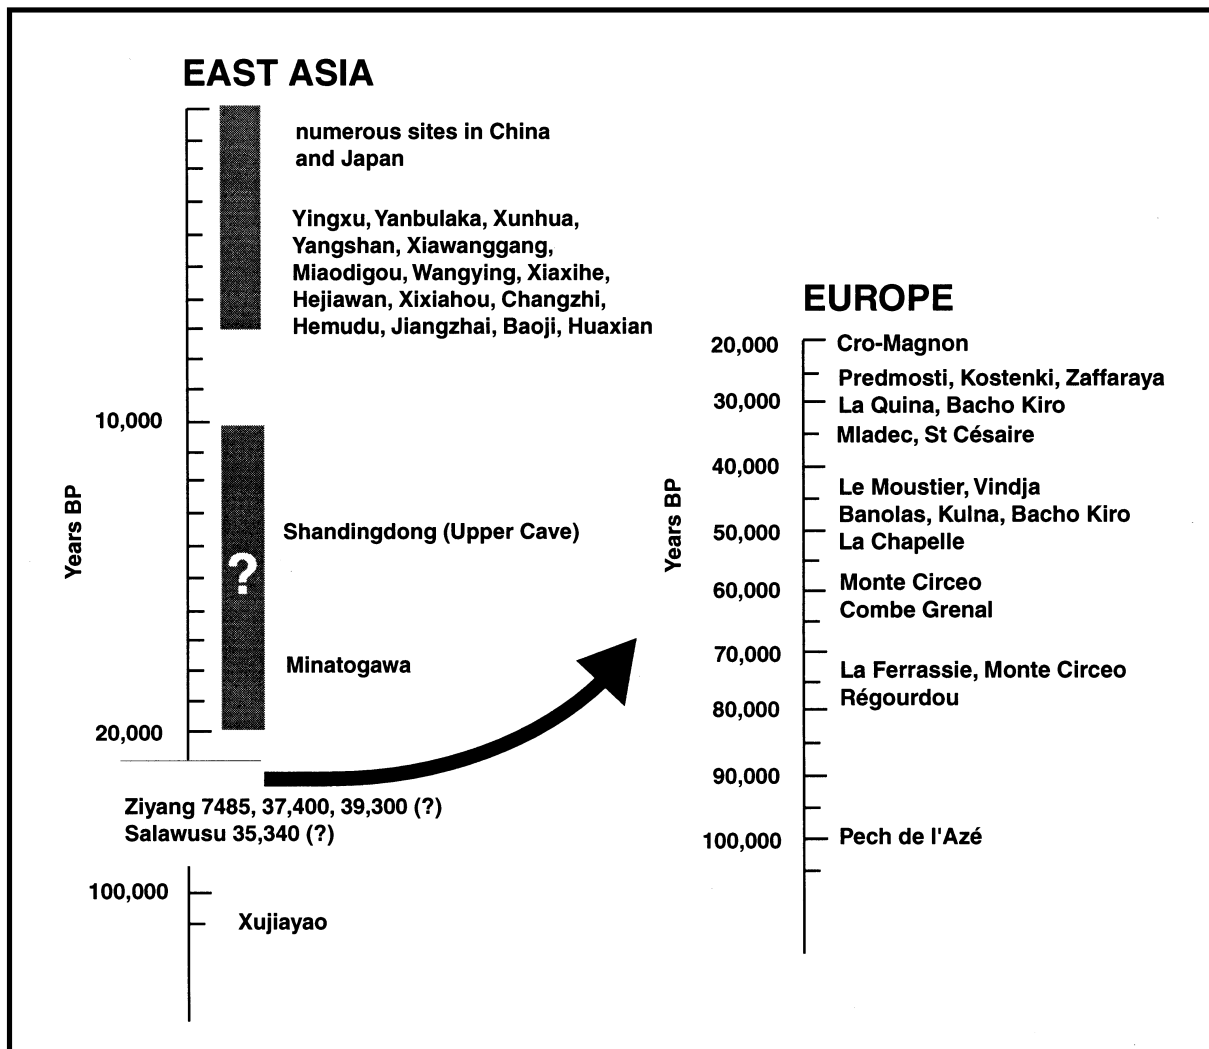 EAST ASIA
numerous sites in China
and Japan
Yingxu, Yanbulaka, Xunhua,
Yangshan, Xiawanggang,
Miaodigou, Wangying, Xiaxihe,
Hejiawan, Xixiahou, Changzhi,
Hemudu, Jiangzhai, Baoji, Huaxian
10,000
Years BP
Shandingdong (Upper Cave)
?
Minatogawa
20,000
Ziyang 7485, 37,400, 39,300 (?)
Salawusu 35,340 (?)
100,000
Xujiayao
EUROPE
20,000 Cro-Magnon
Predmosti, Kostenki, Zaffaraya
30,000 La Quina, Bacho Kiro
Mladec, St Césaire
40,000
Le Moustier, Vindja
Years BP
Banolas, Kulna, Bacho Kiro
50,000 La Chapelle
Monte Circeo
60,000
Combe Grenal
70,000
La Ferrassie, Monte Circeo
Régourdou
80,000
90,000
100,000 Pech de l'Azé